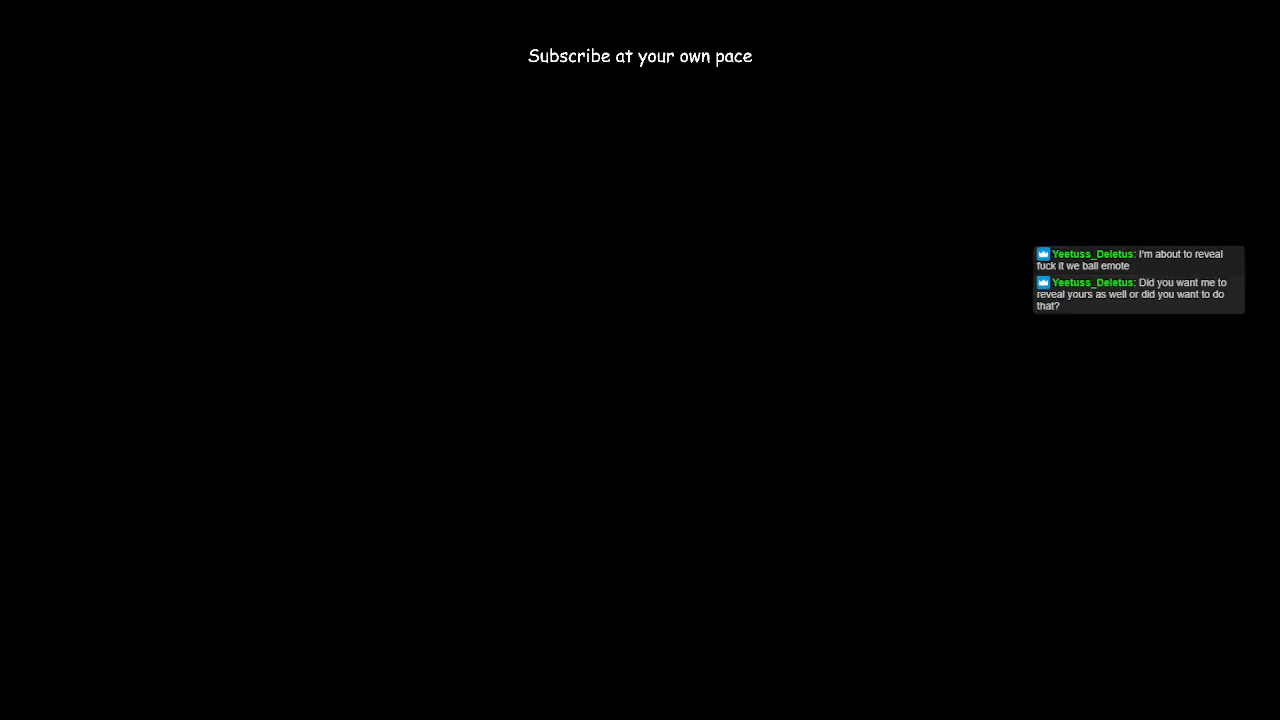 Subscribe at your own pace
Yeetuss_Deletus: I'm about to reveal
fuck it we ball emote
Yeetuss_Deletus: Did you want me to
reveal yours as well or did you want to do
that?